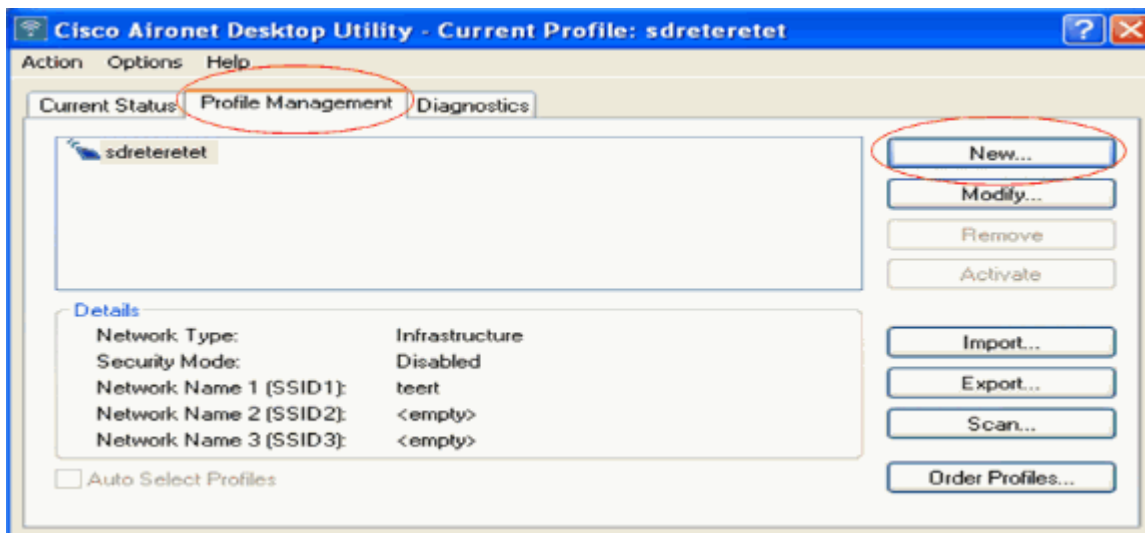 Cisco Aironet Desktop Utility - Current Profile: sdreteretet
Action Options Help
Current Status Profile Management Diagnostics
sdreteretet
New...
Modify...
Remove
Activate
Details
Network Type: Infrastructure
Security Mode: Disabled
Network Name 1 (SSID1): teert
Network Name 2 (SSID2): <empty>
Network Name 3 (SSID3): <empty>
Import...
Export...
Scan...
Auto Select Profiles
Order Profiles...